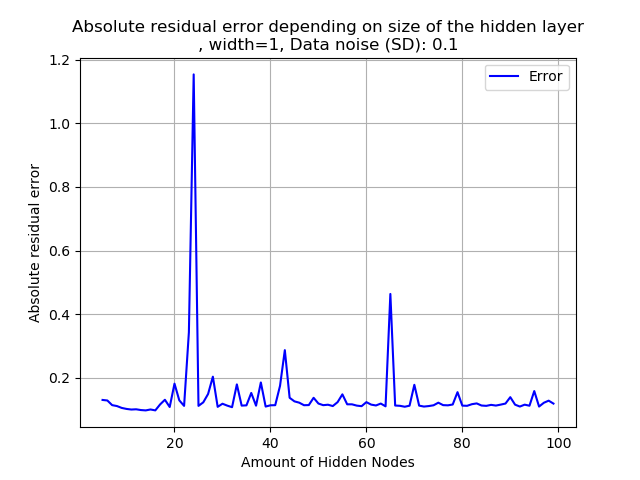 Absolute residual error depending on size of the hidden layer
, width=1, Data noise (SD): 0.1
Error
1.2
1.0
0.8
0.6
0.4
0.2
Absolute residual error
20
40
60
80
100
Amount of Hidden Nodes